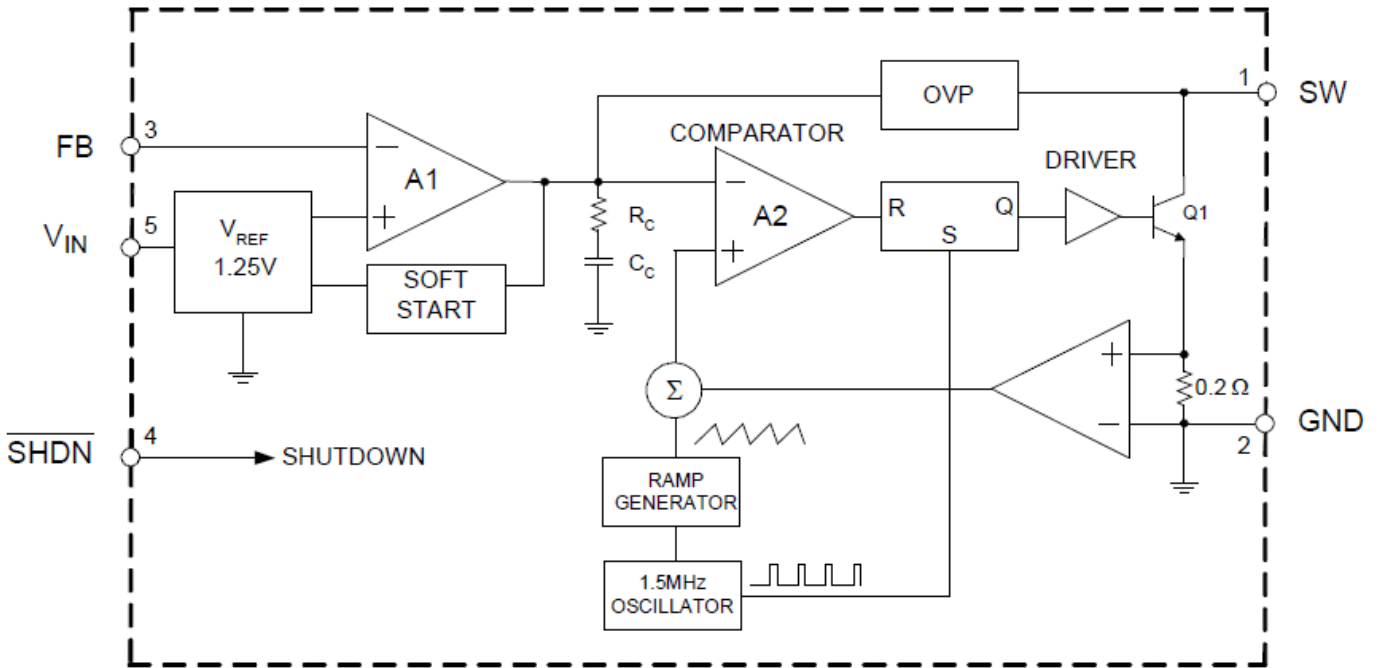 1
SW
OVP
COMPARATOR
3
FB
A1
−
+
DRIVER
A2
−
+
R
Q
S
Q1
5
V_IN
V_REF
1.25V
R_C
C_C
SOFT
START
+
−
0.2 Ω
Σ
GND
2
4
SHDN
SHUTDOWN
RAMP
GENERATOR
1.5MHz
OSCILLATOR